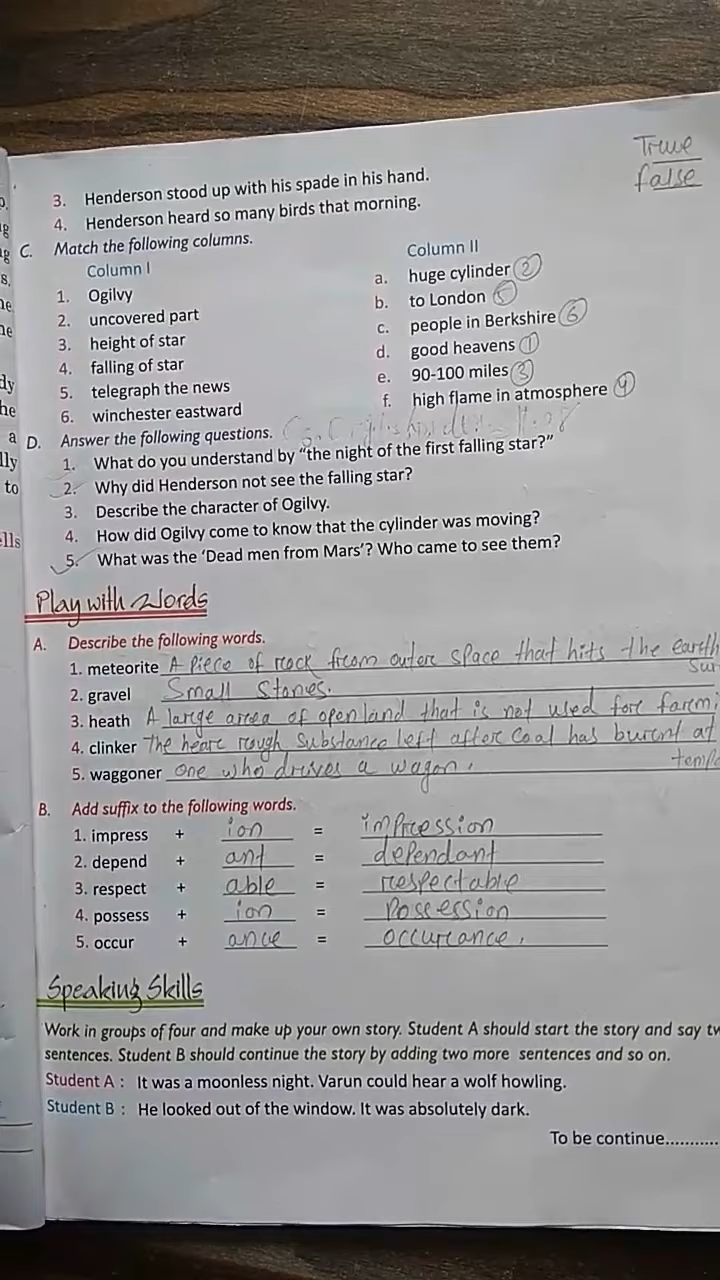 True
false
3. Henderson stood up with his spade in his hand.
4. Henderson heard so many birds that morning.
C. Match the following columns.
Column I Column II
1. Ogilvy a. huge cylinder 2
2. uncovered part b. to London 5
3. height of star c. people in Berkshire 6
4. falling of star d. good heavens 1
5. telegraph the news e. 90-100 miles 3
6. winchester eastward f. high flame in atmosphere 4
D. Answer the following questions.
1. What do you understand by "the night of the first falling star?"
2. Why did Henderson not see the falling star?
3. Describe the character of Ogilvy.
4. How did Ogilvy come to know that the cylinder was moving?
5. What was the 'Dead men from Mars'? Who came to see them?
Play with Words
A. Describe the following words.
1. meteorite A piece of rock from outer space that hits the earth
sur
2. gravel Small stones.
3. heath A large area of open land that is not used fore farm
4. clinker The heare rough substance left after coal has burent at
temp
5. waggoner one who drives a wagon.
B. Add suffix to the following words.
1. impress + ion = impression
2. depend + ant = dependant
3. respect + able = respectable
4. possess + ion = possession
5. occur + ance = occurance.
Speaking Skills
Work in groups of four and make up your own story. Student A should start the story and say tw
sentences. Student B should continue the story by adding two more sentences and so on.
Student A : It was a moonless night. Varun could hear a wolf howling.
Student B : He looked out of the window. It was absolutely dark.
To be continue...........